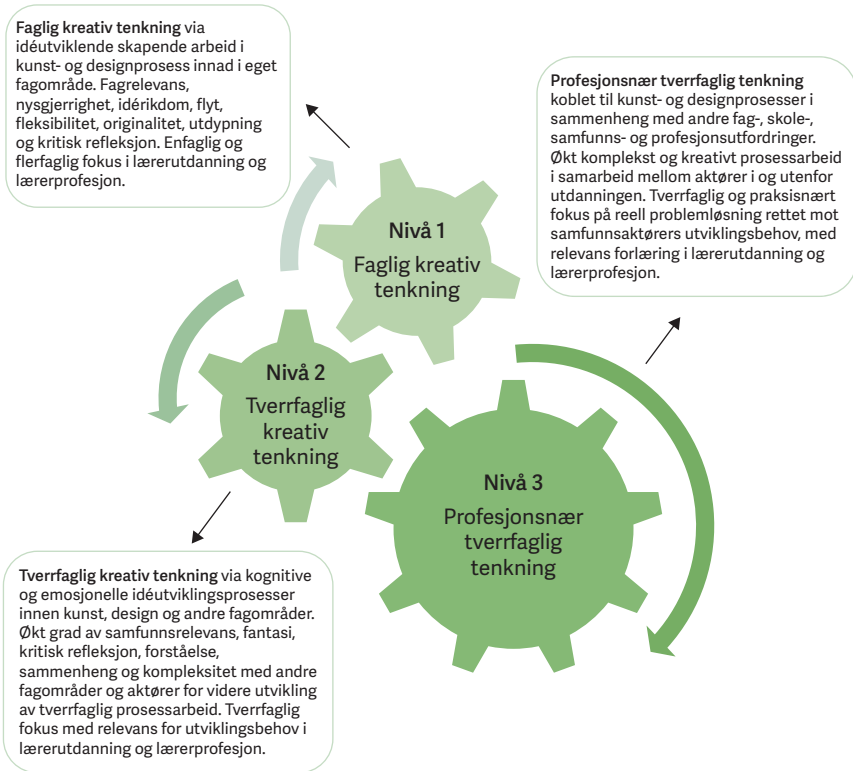 Faglig kreativ tenkning via
idéutviklende skapende arbeid i
kunst- og designprosess innad i eget
fagområde. Fagrelevans,
nysgjerrighet, idérikdom, flyt,
fleksibilitet, originalitet, utdypning
og kritisk refleksjon. Enfaglig og
flerfaglig fokus i lærerutdanning og
lærerprofesjon.
Profesjonsnær tverrfaglig tenkning
koblet til kunst- og designprosesser i
sammenheng med andre fag-, skole-,
samfunns- og profesjonsutfordringer.
Økt komplekst og kreativt prosessarbeid
i samarbeid mellom aktører i og utenfor
utdanningen. Tverrfaglig og praksisnært
fokus på reell problemløsning rettet mot
samfunnsaktørers utviklingsbehov, med
relevans forlæring i lærerutdanning og
lærerprofesjon.
Nivå 1
Faglig kreativ
tenkning
Nivå 2
Tverrfaglig
kreativ
tenkning
Nivå 3
Profesjonsnær
tverrfaglig
tenkning
Tverrfaglig kreativ tenkning via kognitive
og emosjonelle idéutviklingsprosesser
innen kunst, design og andre fagområder.
Økt grad av samfunnsrelevans, fantasi,
kritisk refleksjon, forståelse,
sammenheng og kompleksitet med andre
fagområder og aktører for videre utvikling
av tverrfaglig prosessarbeid. Tverrfaglig
fokus med relevans for utviklingsbehov i
lærerutdanning og lærerprofesjon.